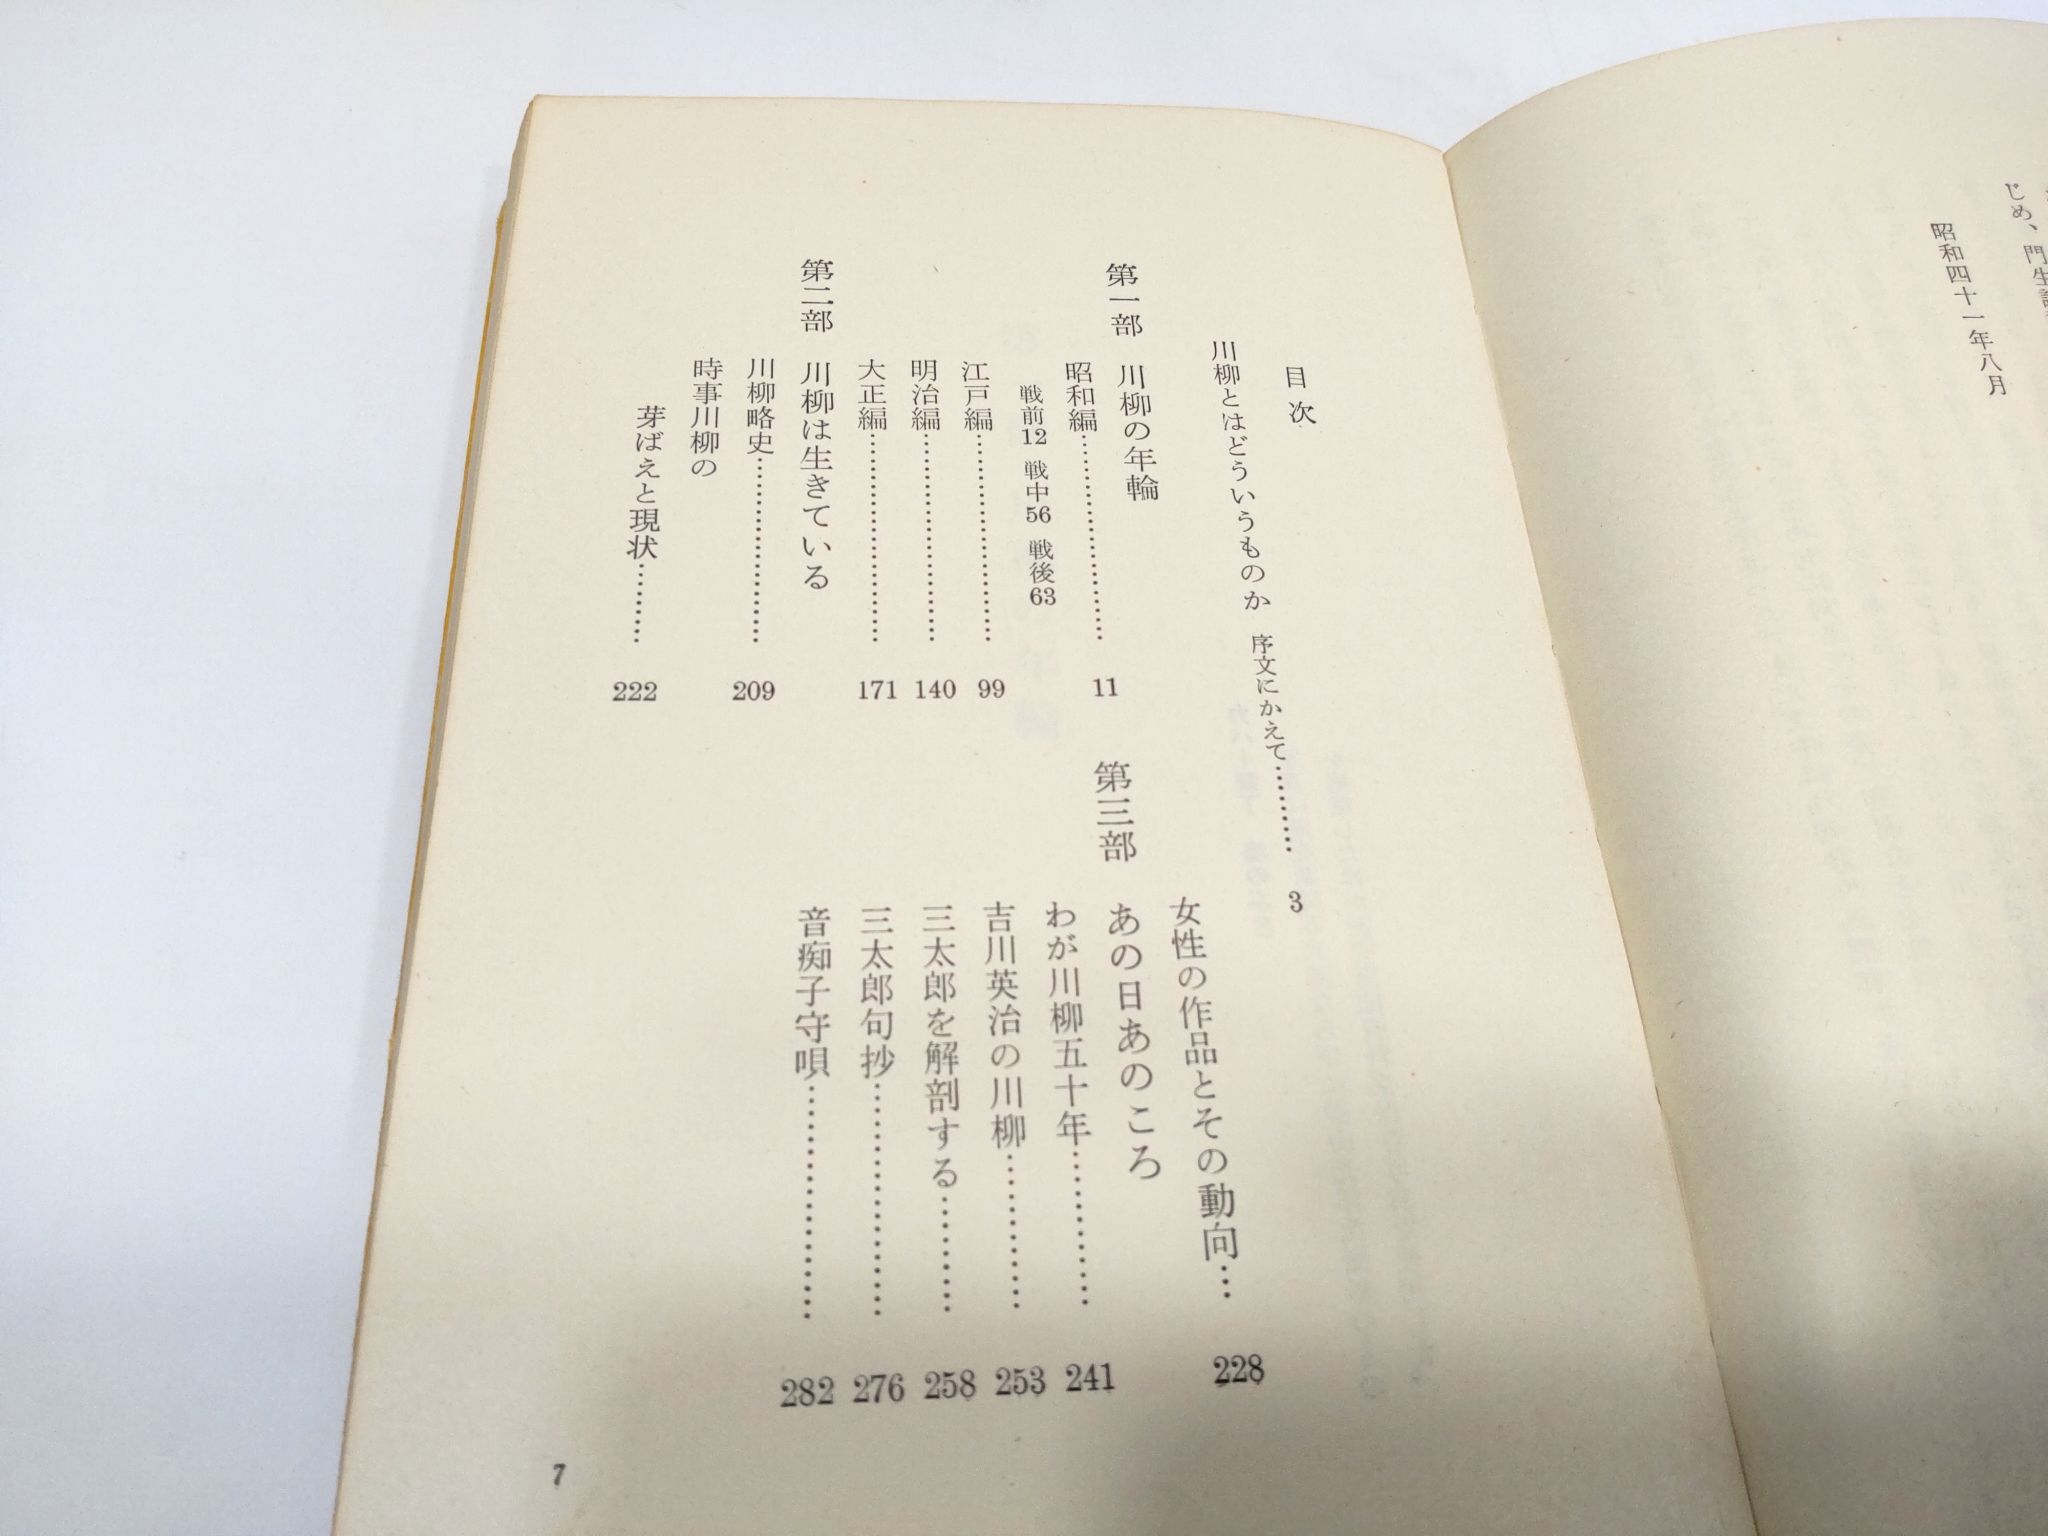 じめ、門生
昭和四十一年八月
目次
川柳とはどういうものか 序文にかえて……… 3
第一部 川柳の年輪
昭和編……………………… 11
戦前12 戦中56 戦後63
江戸編……………………… 99
明治編……………………… 140
大正編……………………… 171
第二部 川柳は生きている
川柳略史…………………… 209
時事川柳の
芽ばえと現状……… 222
女性の作品とその動向… 228
第三部 あの日あのころ
わが川柳五十年…………… 241
吉川英治の川柳…………… 253
三太郎を解剖する………… 258
三太郎句抄………………… 276
音痴子守唄………………… 282
7